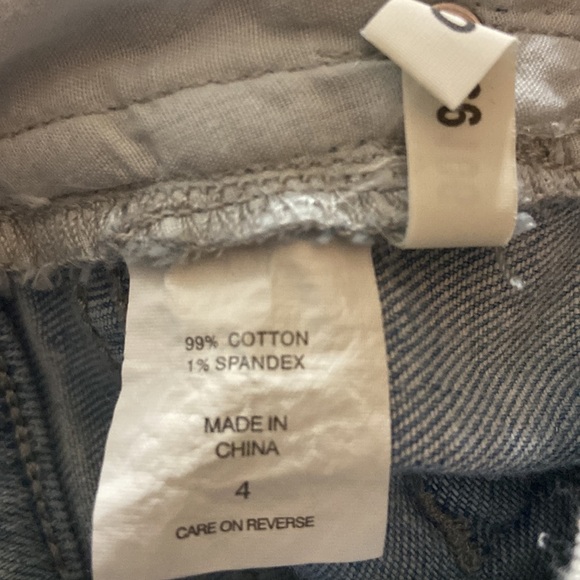 99% COTTON
1% SPANDEX
MADE IN
CHINA
4
CARE ON REVERSE